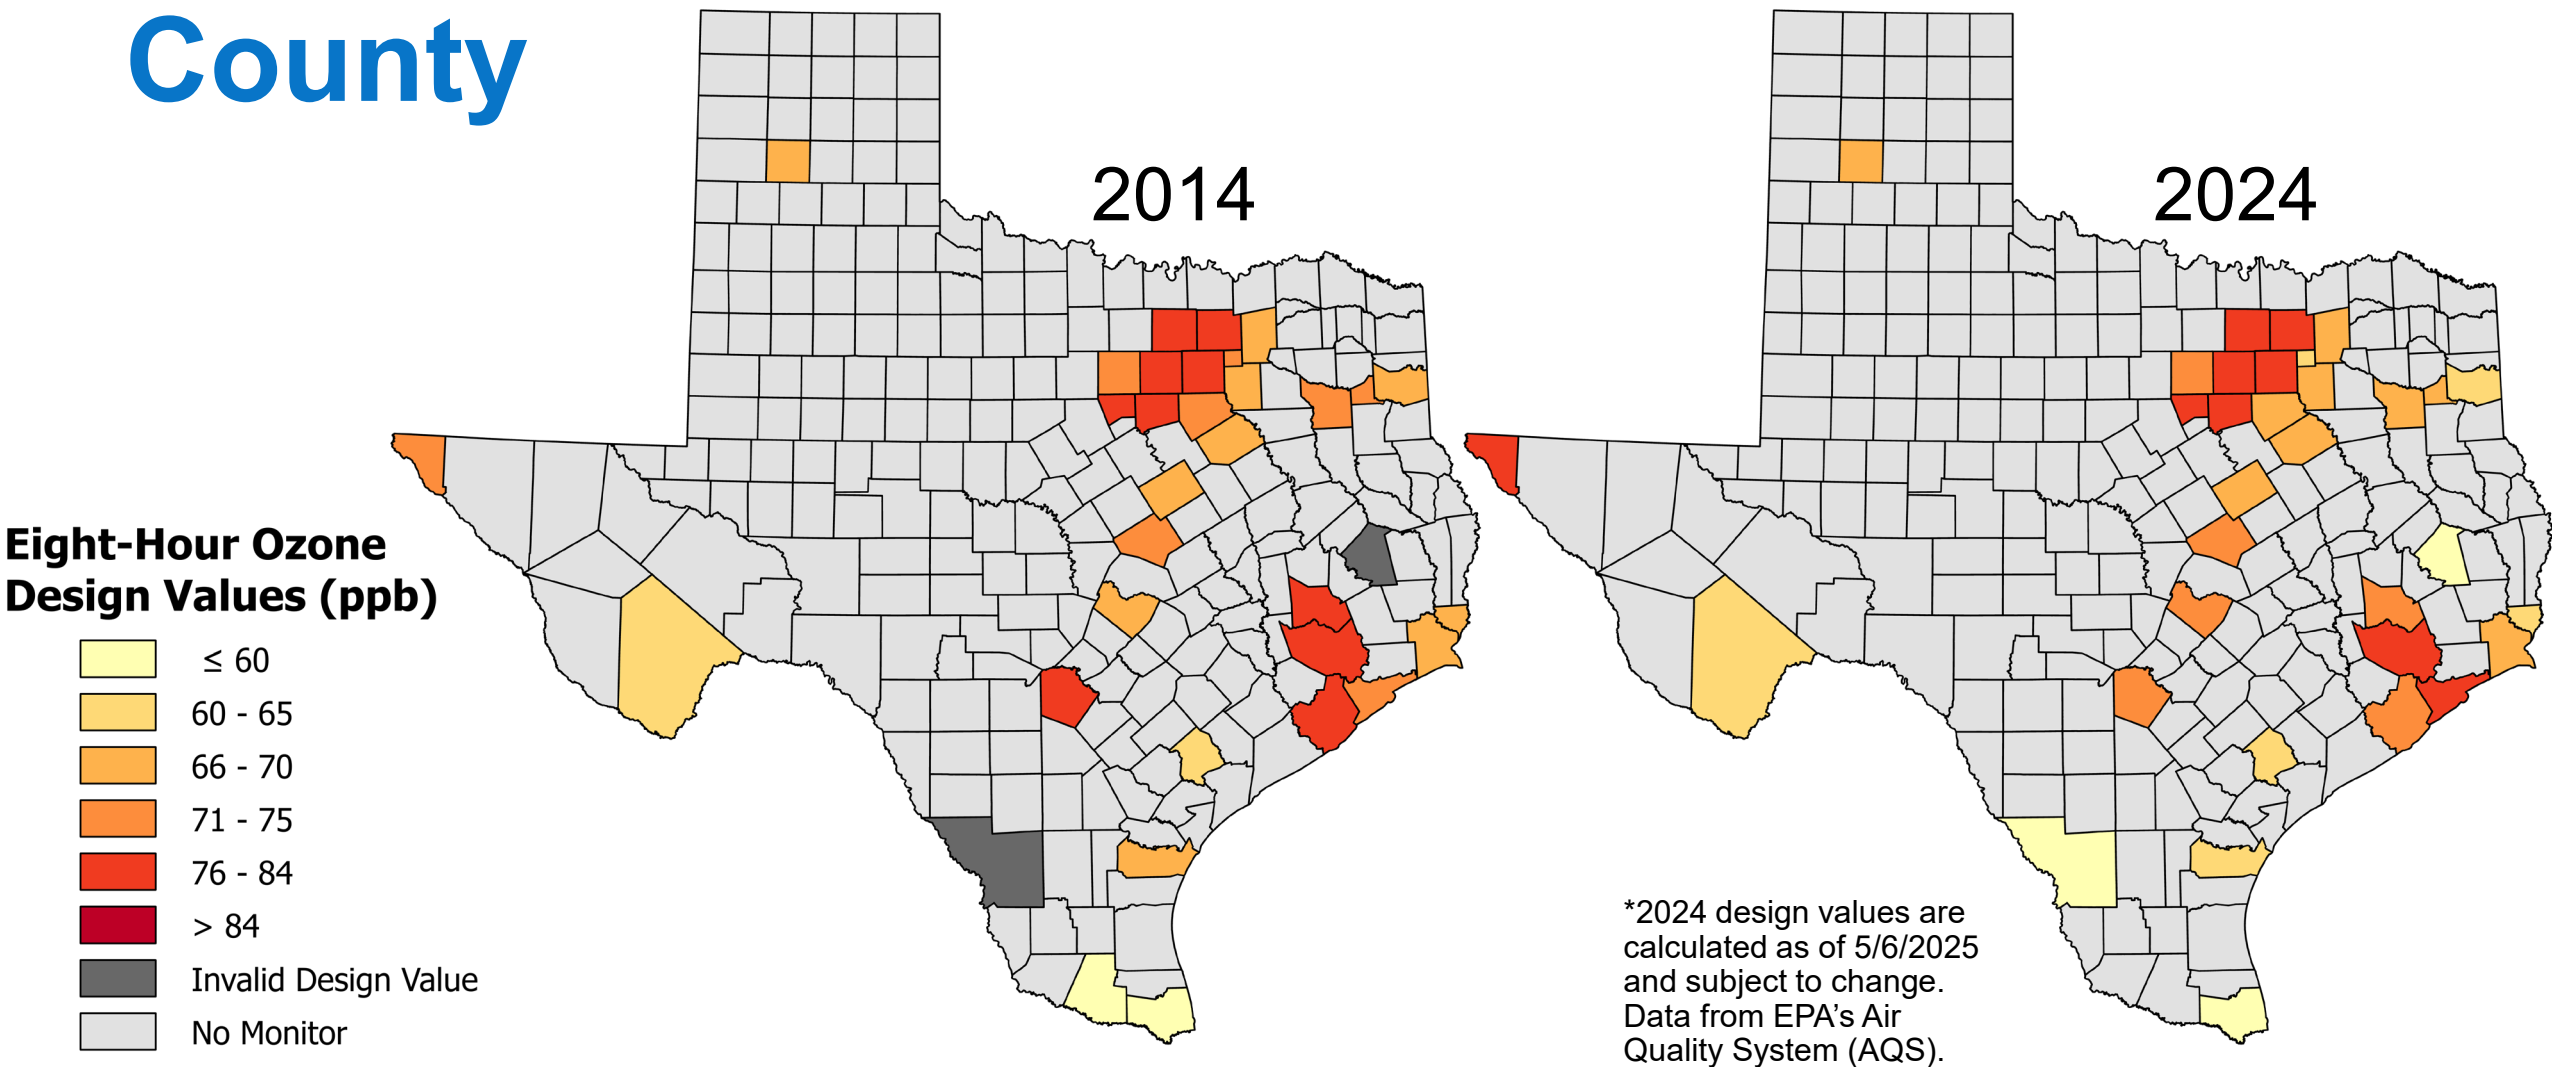 County
2014
2024
Eight-Hour Ozone
Design Values (ppb)
≤ 60
60 - 65
66 - 70
71 - 75
76 - 84
> 84
Invalid Design Value
No Monitor
*2024 design values are
calculated as of 5/6/2025
and subject to change.
Data from EPA’s Air
Quality System (AQS).